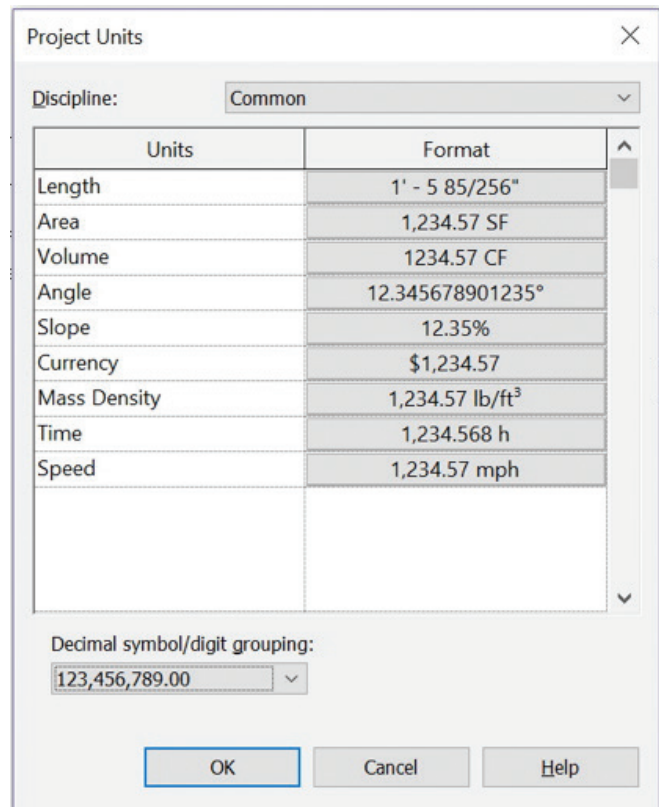 Project Units
Discipline: Common
Units Format
Length 1' - 5 85/256"
Area 1,234.57 SF
Volume 1234.57 CF
Angle 12.345678901235°
Slope 12.35%
Currency $1,234.57
Mass Density 1,234.57 lb/ft³
Time 1,234.568 h
Speed 1,234.57 mph
Decimal symbol/digit grouping:
123,456,789.00
OK Cancel Help